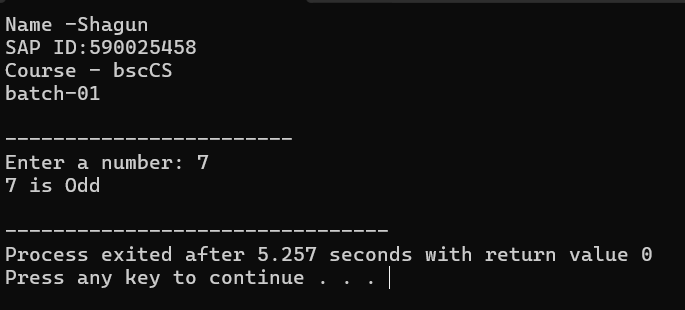 Name -Shagun
SAP ID:590025458
Course - bscCS
batch-01
------------------------
Enter a number: 7
7 is Odd
--------------------------------
Process exited after 5.257 seconds with return value 0
Press any key to continue . . .